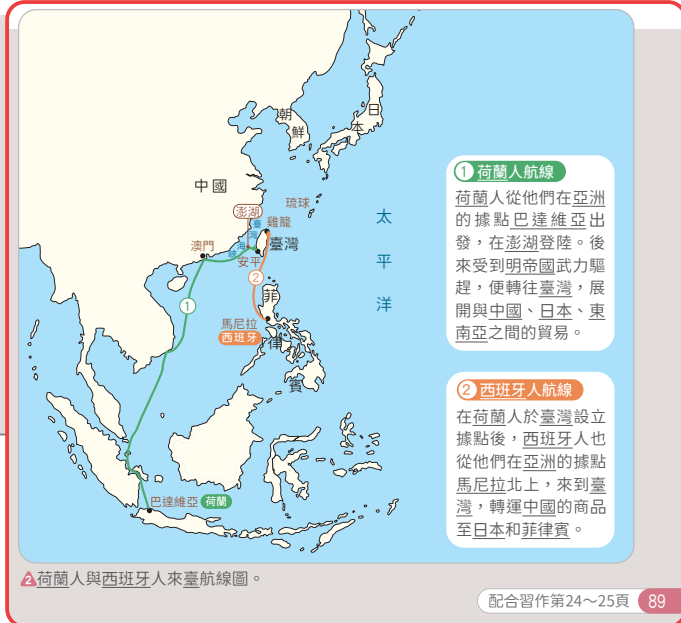 朝
鮮
日
本
中國
琉球
澎湖
雞籠
臺
灣
海
峽
臺灣
澳門
安平
太
平
洋
①
②
菲
律
賓
馬尼拉
西班牙
巴達維亞 荷蘭
① 荷蘭人航線
荷蘭人從他們在亞洲
的據點巴達維亞出
發,在澎湖登陸。後
來受到明帝國武力驅
趕,便轉往臺灣,展
開與中國、日本、東
南亞之間的貿易。
② 西班牙人航線
在荷蘭人於臺灣設立
據點後,西班牙人也
從他們在亞洲的據點
馬尼拉北上,來到臺
灣,轉運中國的商品
至日本和菲律賓。
2 荷蘭人與西班牙人來臺航線圖。
配合習作第24~25頁 89